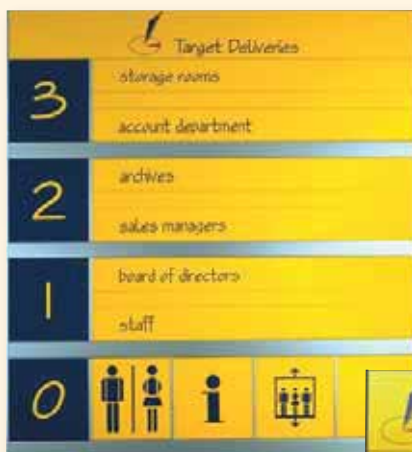 Target Deliveries
3
storage rooms
account department
2
archives
sales managers
1
board of directors
staff
0
i